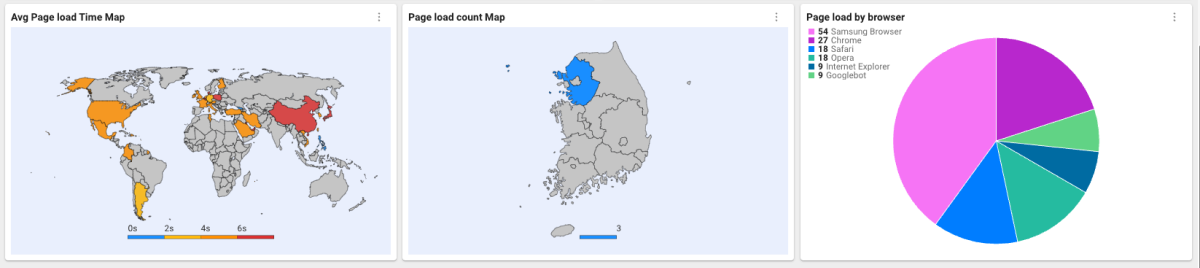 Avg Page load Time Map
0s 2s 4s 6s
Page load count Map
3
Page load by browser
54 Samsung Browser
27 Chrome
18 Safari
18 Opera
9 Internet Explorer
9 Googlebot